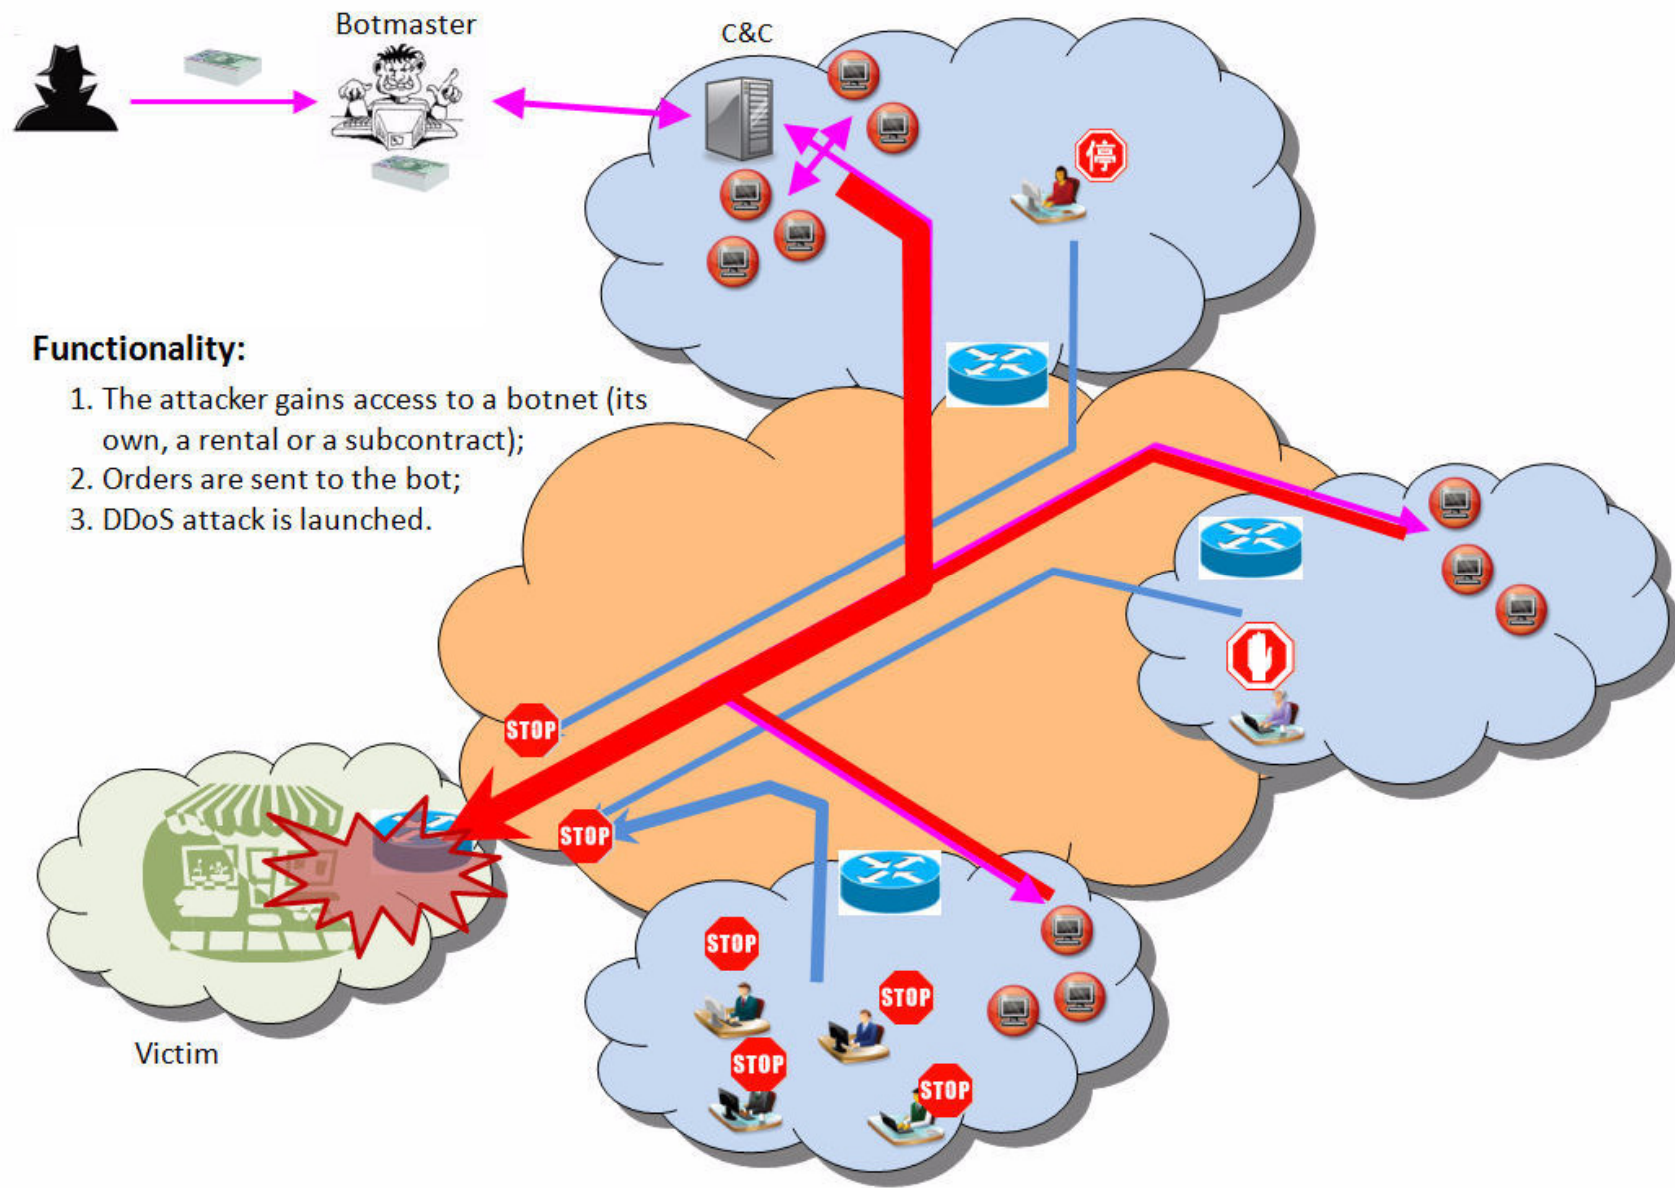 Botmaster
C&C
停
Functionality:
1. The attacker gains access to a botnet (its
own, a rental or a subcontract);
2. Orders are sent to the bot;
3. DDoS attack is launched.
STOP
STOP
STOP
STOP
Victim
STOP
STOP